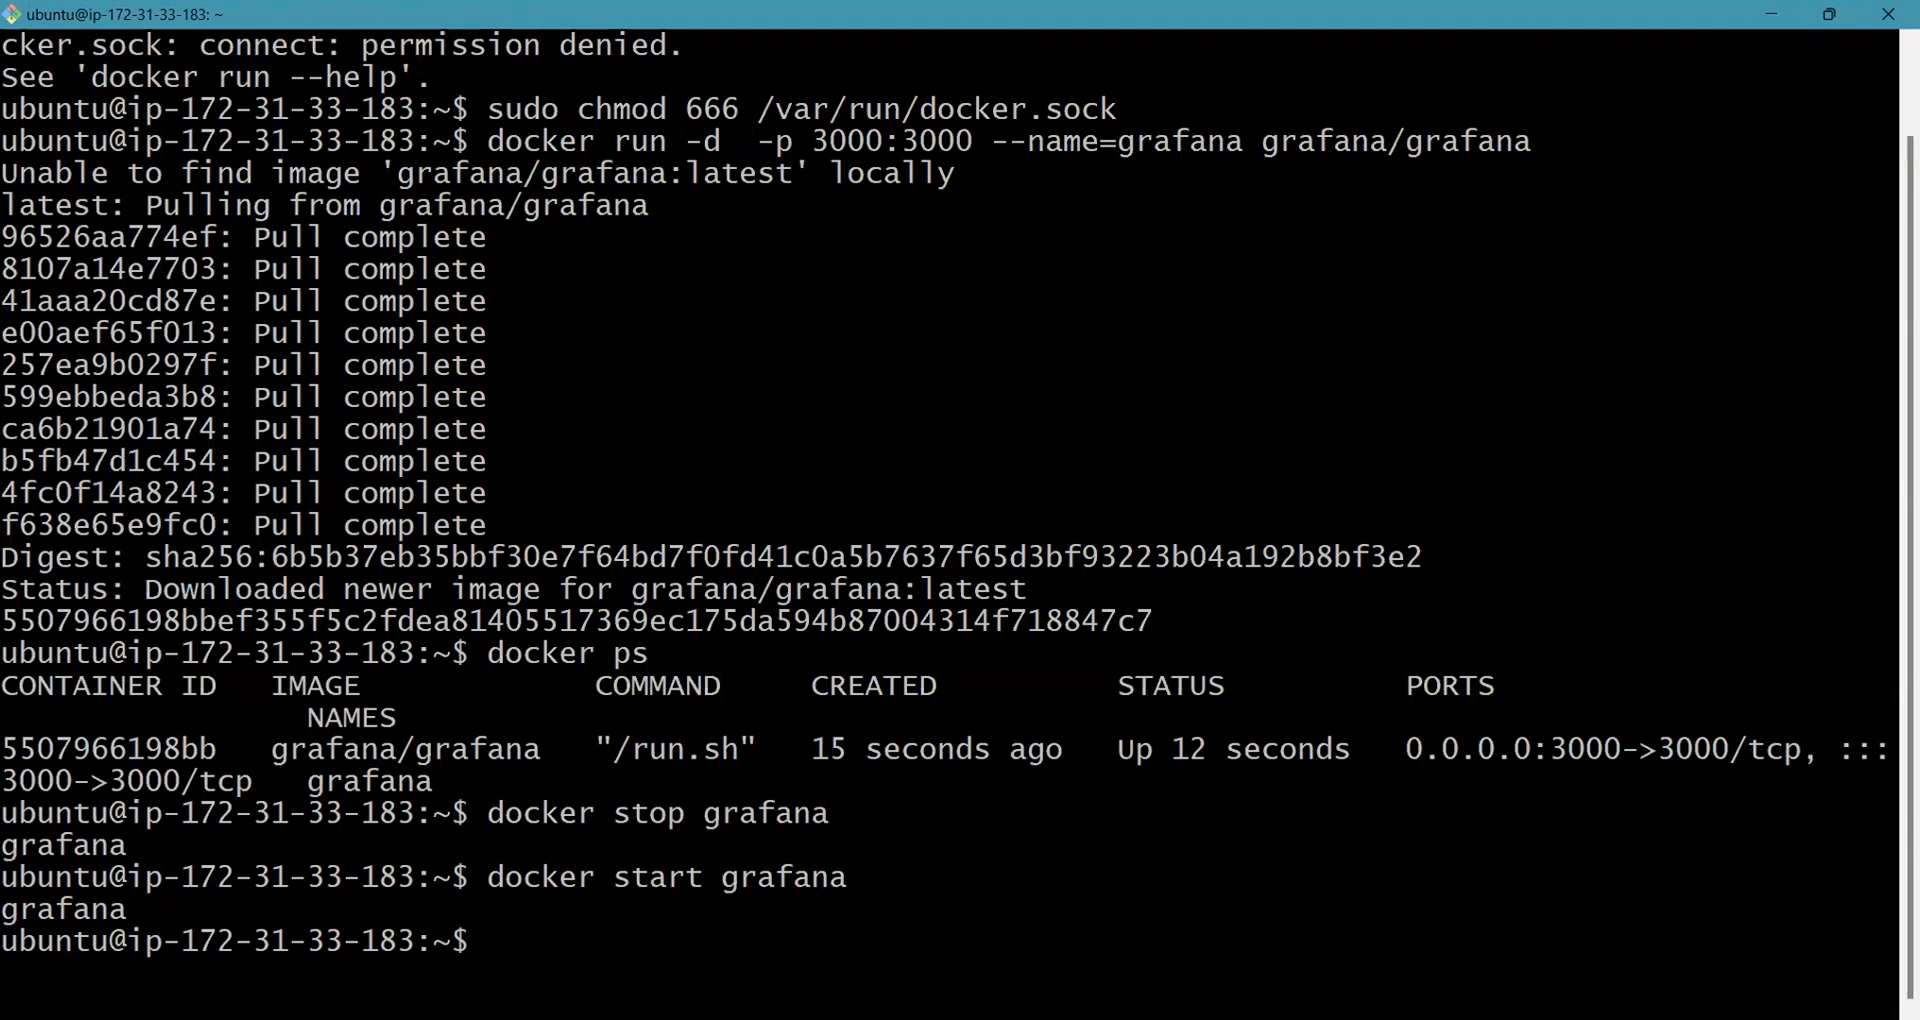 ubuntu@ip-172-31-33-183: ~
cker.sock: connect: permission denied.
See 'docker run --help'.
ubuntu@ip-172-31-33-183:~$ sudo chmod 666 /var/run/docker.sock
ubuntu@ip-172-31-33-183:~$ docker run -d  -p 3000:3000 --name=grafana grafana/grafana
Unable to find image 'grafana/grafana:latest' locally
latest: Pulling from grafana/grafana
96526aa774ef: Pull complete
8107a14e7703: Pull complete
41aaa20cd87e: Pull complete
e00aef65f013: Pull complete
257ea9b0297f: Pull complete
599ebbeda3b8: Pull complete
ca6b21901a74: Pull complete
b5fb47d1c454: Pull complete
4fc0f14a8243: Pull complete
f638e65e9fc0: Pull complete
Digest: sha256:6b5b37eb35bbf30e7f64bd7f0fd41c0a5b7637f65d3bf93223b04a192b8bf3e2
Status: Downloaded newer image for grafana/grafana:latest
5507966198bbef355f5c2fdea81405517369ec175da594b87004314f718847c7
ubuntu@ip-172-31-33-183:~$ docker ps
CONTAINER ID   IMAGE             COMMAND     CREATED          STATUS          PORTS
                 NAMES
5507966198bb   grafana/grafana   "/run.sh"   15 seconds ago   Up 12 seconds   0.0.0.0:3000->3000/tcp, :::
3000->3000/tcp   grafana
ubuntu@ip-172-31-33-183:~$ docker stop grafana
grafana
ubuntu@ip-172-31-33-183:~$ docker start grafana
grafana
ubuntu@ip-172-31-33-183:~$